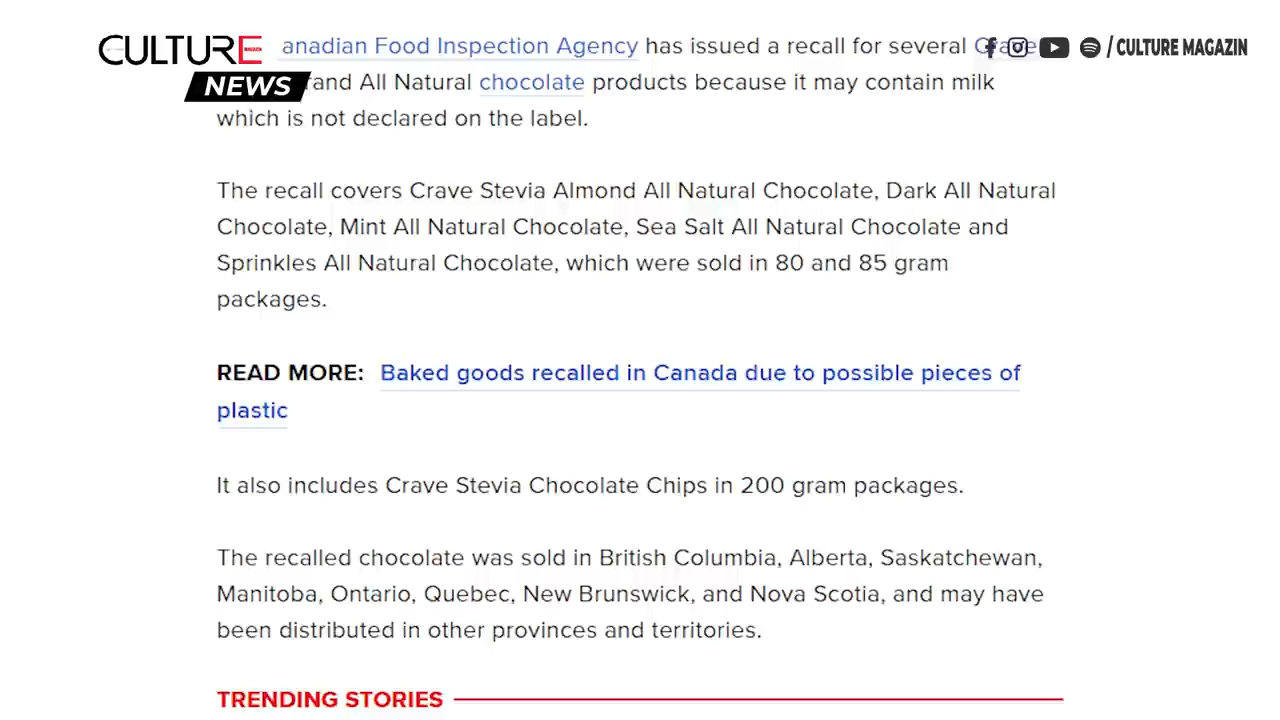 CULTURE
NEWS
/ CULTURE MAGAZIN
anadian Food Inspection Agency has issued a recall for several
rand All Natural chocolate products because it may contain milk
which is not declared on the label.
The recall covers Crave Stevia Almond All Natural Chocolate, Dark All Natural
Chocolate, Mint All Natural Chocolate, Sea Salt All Natural Chocolate and
Sprinkles All Natural Chocolate, which were sold in 80 and 85 gram
packages.
READ MORE: Baked goods recalled in Canada due to possible pieces of
plastic
It also includes Crave Stevia Chocolate Chips in 200 gram packages.
The recalled chocolate was sold in British Columbia, Alberta, Saskatchewan,
Manitoba, Ontario, Quebec, New Brunswick, and Nova Scotia, and may have
been distributed in other provinces and territories.
TRENDING STORIES